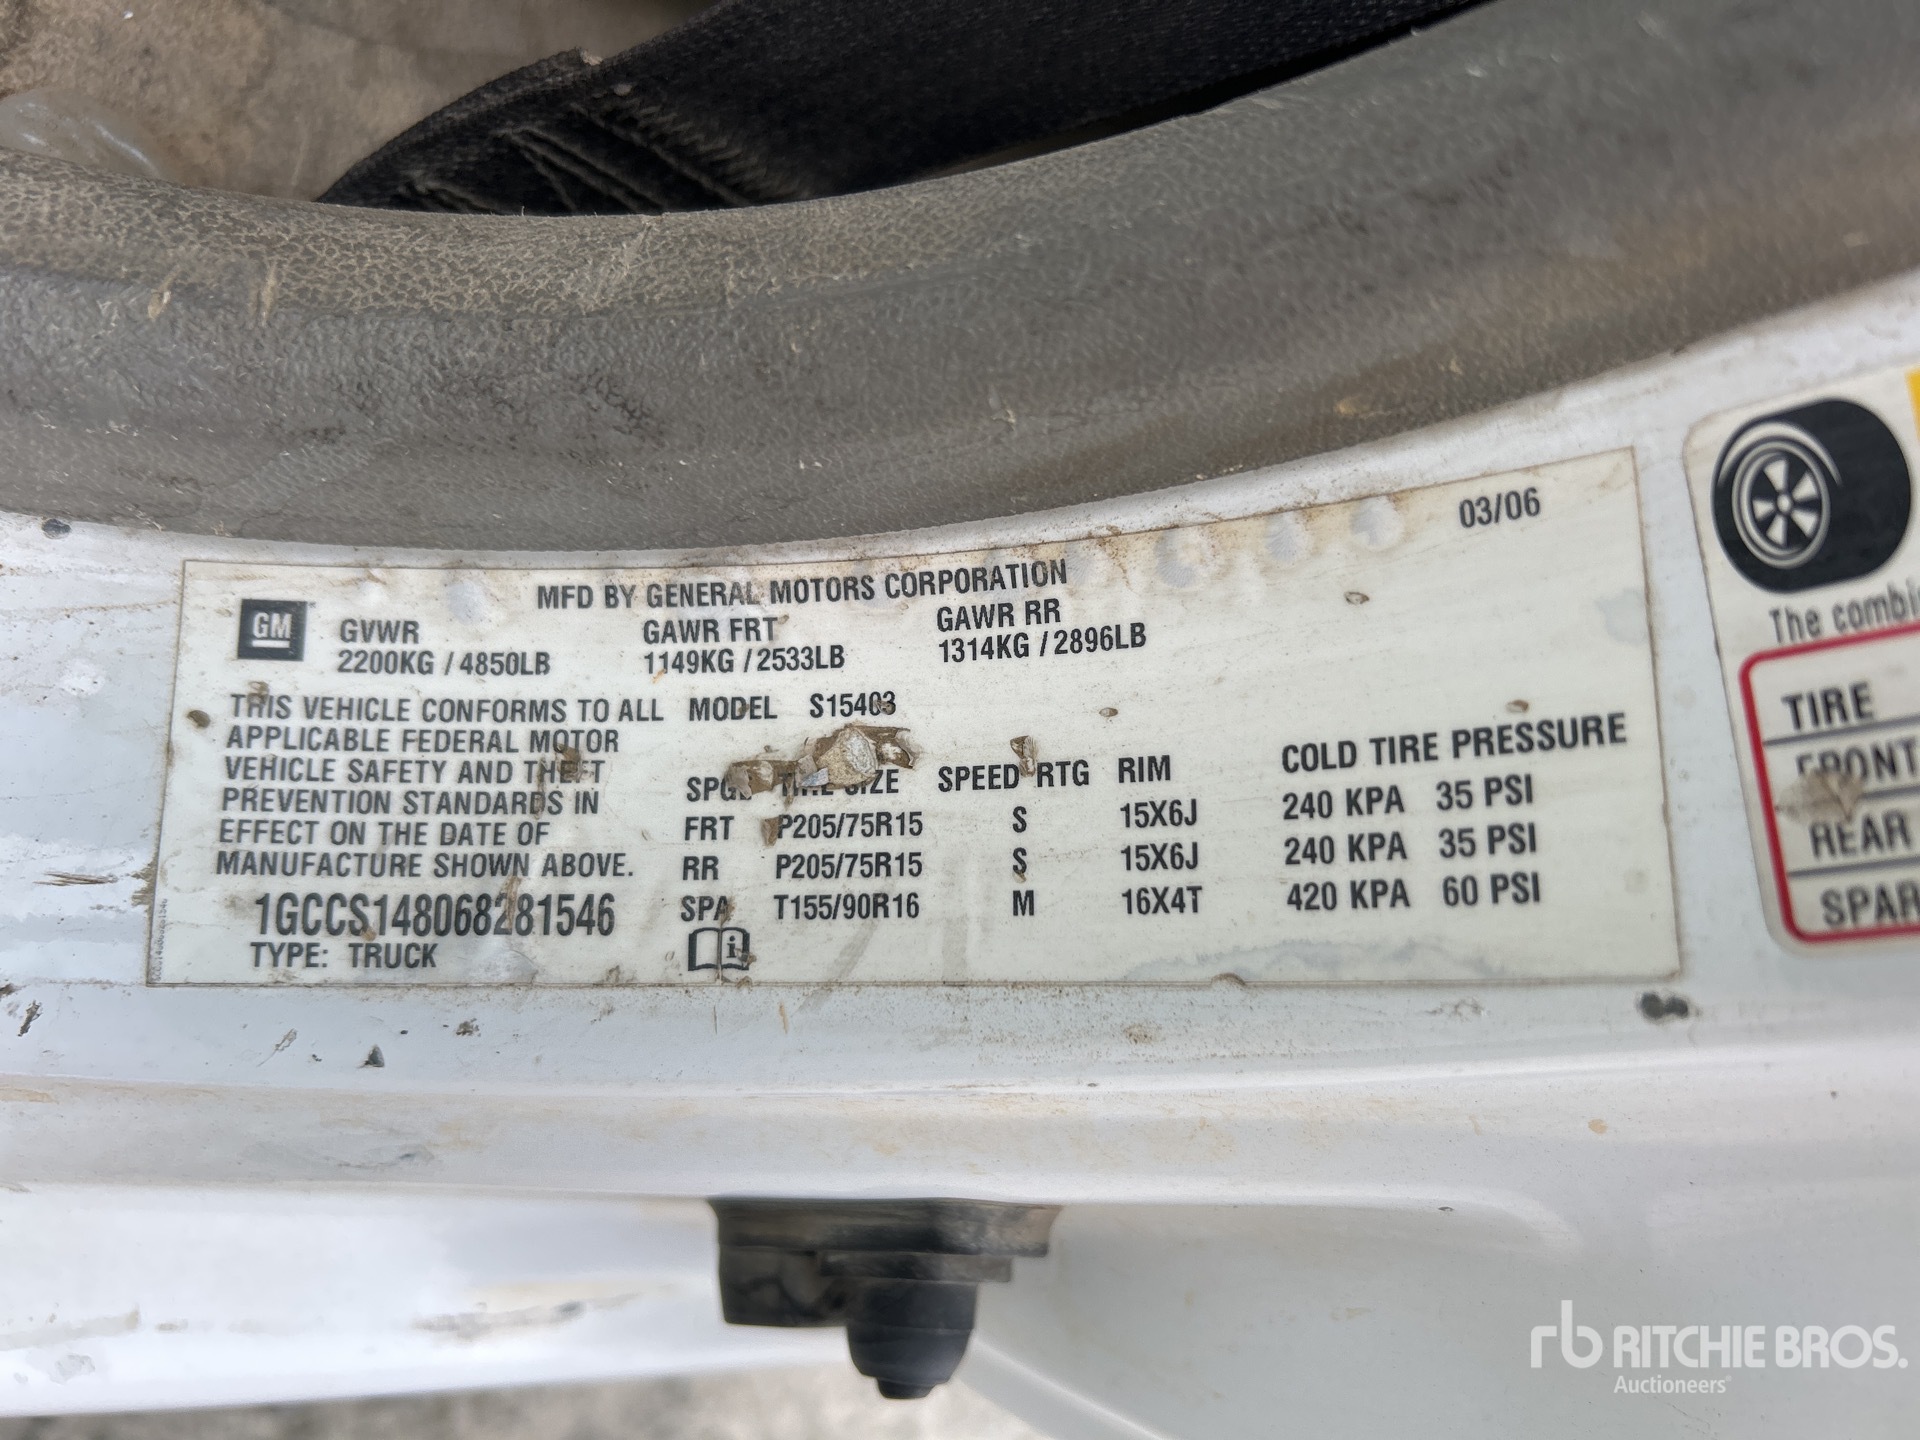 03/06
MFD BY GENERAL MOTORS CORPORATION
GM GVWR GAWR FRT GAWR RR
2200KG / 4850LB 1149KG / 2533LB 1314KG / 2896LB
THIS VEHICLE CONFORMS TO ALL
APPLICABLE FEDERAL MOTOR
VEHICLE SAFETY AND THEFT
PREVENTION STANDARDS IN
EFFECT ON THE DATE OF
MANUFACTURE SHOWN ABOVE.
1GCCS148068281546
TYPE: TRUCK
MODEL S15403
TIRE SIZE SPEED RTG RIM COLD TIRE PRESSURE
FRT P205/75R15 S 15X6J 240 KPA 35 PSI
RR P205/75R15 S 15X6J 240 KPA 35 PSI
SPA T155/90R16 M 16X4T 420 KPA 60 PSI
i
The combi
TIRE
FRONT
REAR
SPAR
rb RITCHIE BROS.
Auctioneers